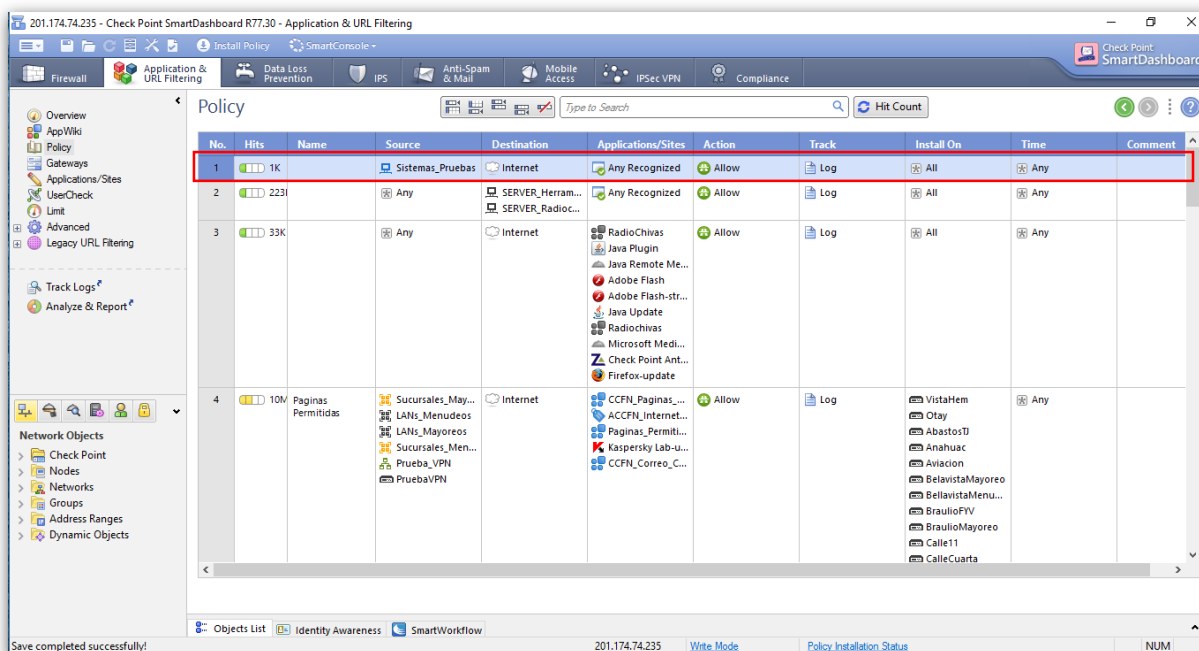 201.174.74.235 - Check Point SmartDashboard R77.30 - Application & URL Filtering
Install Policy SmartConsole
Check Point
SmartDashboard
Firewall
Application &
URL Filtering
Data Loss
Prevention
IPS
Anti-Spam
& Mail
Mobile
Access
IPSec VPN
Compliance
Overview
AppWiki
Policy
Gateways
Applications/Sites
UserCheck
Limit
Advanced
Legacy URL Filtering
Track Logs
Analyze & Report
Network Objects
Check Point
Nodes
Networks
Groups
Address Ranges
Dynamic Objects
Policy
Type to Search
Hit Count
No. Hits Name Source Destination Applications/Sites Action Track Install On Time Comment
1 1K Sistemas_Pruebas Internet Any Recognized Allow Log All Any
2 Any SERVER_Herram... Any Recognized Allow Log All Any
SERVER_Radioc...
3 33K Any Internet RadioChivas Allow Log All Any
Java Plugin
Java Remote Me...
Adobe Flash
Adobe Flash-str...
Java Update
Radiochivas
Microsoft Medi...
Check Point Ant...
Firefox-update
4 10M Paginas Sucursales_May... Internet CCFN_Paginas_... Allow Log VistaHem Any
Permitidas LANs_Menudeos ACCFN_Internet... Otay
LANs_Mayoreos Paginas_Permiti... AbastosTJ
Sucursales_Men... Kaspersky Lab-u... Anahuac
Prueba_VPN CCFN_Correo_C... Aviacion
PruebaVPN BelavistaMayoreo
BellavistaMenu...
BraulioFYV
BraulioMayoreo
Calle11
CalleCuarta
Objects List Identity Awareness SmartWorkflow
Save completed successfully! 201.174.74.235 Write Mode Policy Installation Status NUM